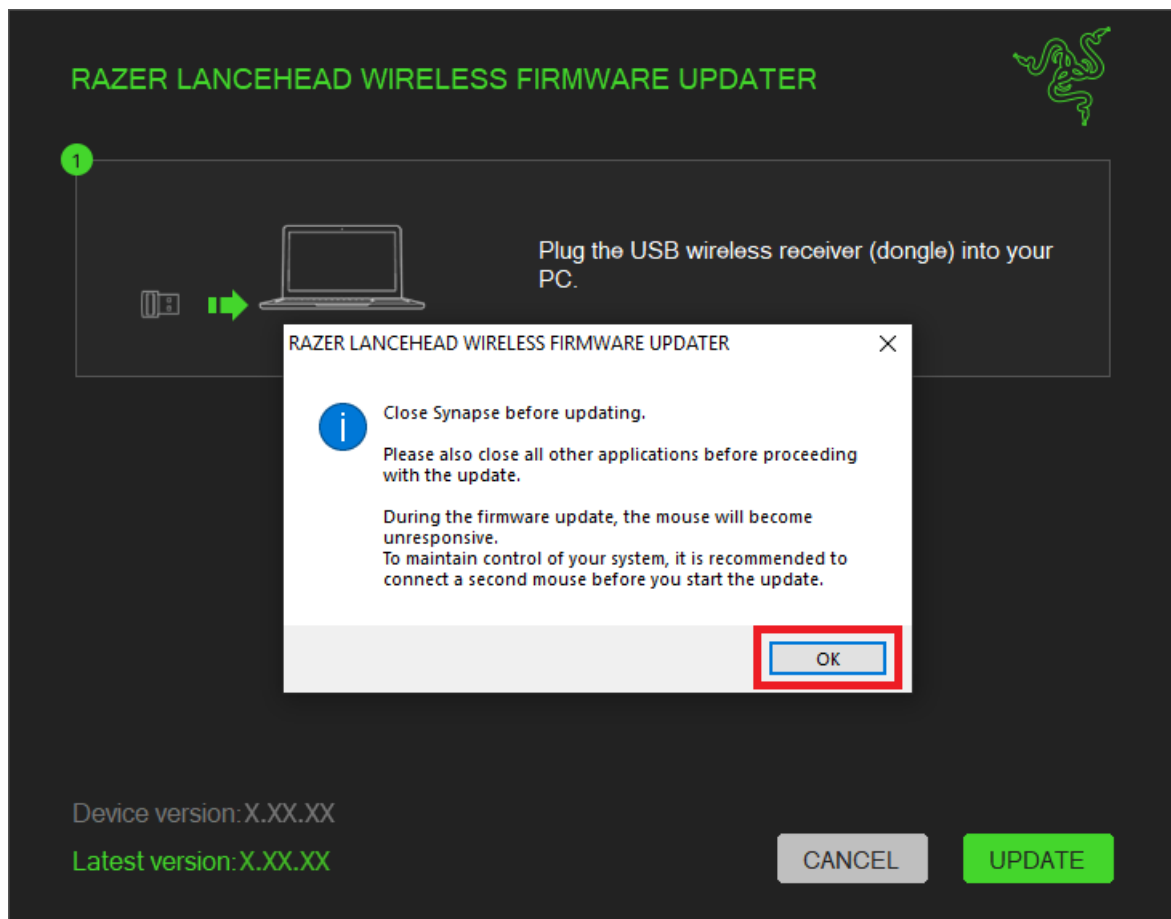 RAZER LANCEHEAD WIRELESS FIRMWARE UPDATER
1
Plug the USB wireless receiver (dongle) into your
PC.
RAZER LANCEHEAD WIRELESS FIRMWARE UPDATER
Close Synapse before updating.
Please also close all other applications before proceeding
with the update.
During the firmware update, the mouse will become
unresponsive.
To maintain control of your system, it is recommended to
connect a second mouse before you start the update.
OK
Device version:X.XX.XX
Latest version:X.XX.XX
CANCEL
UPDATE